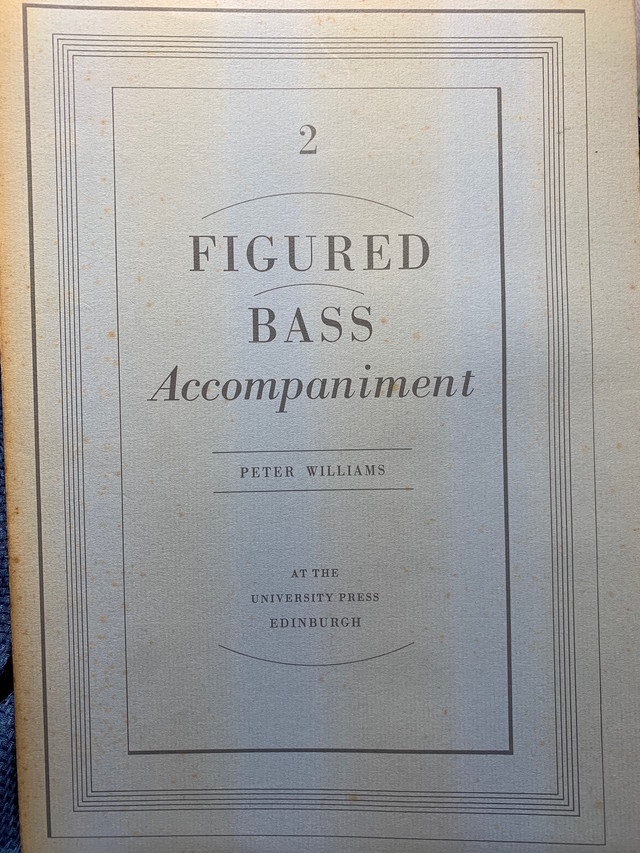 2
FIGURED
BASS
Accompaniment
PETER WILLIAMS
AT THE
UNIVERSITY PRESS
EDINBURGH